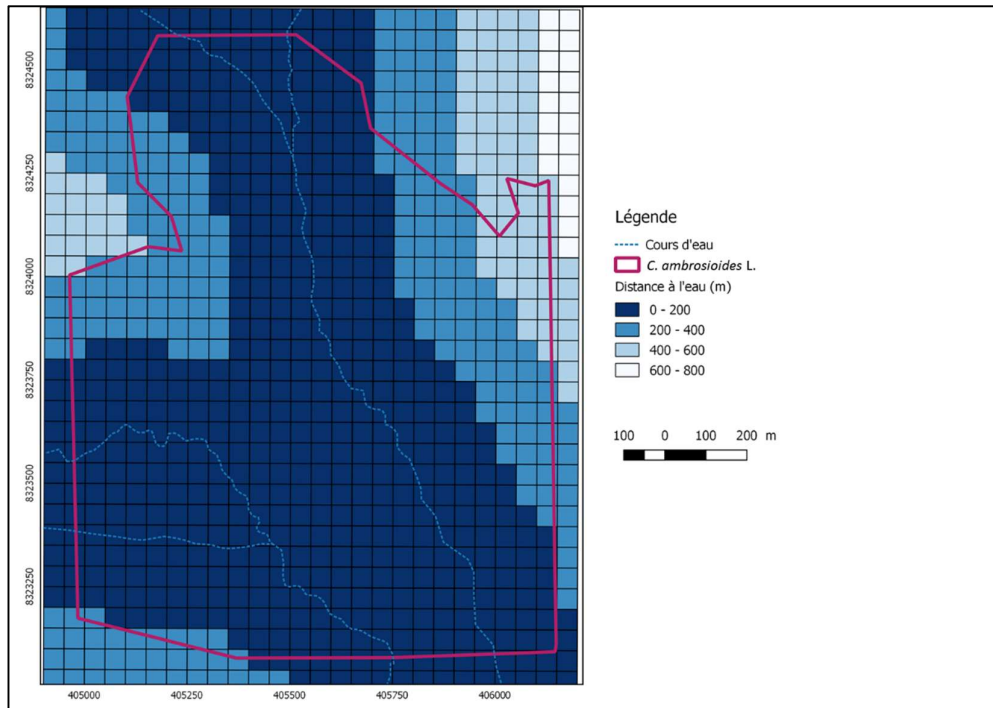 8324500
8324250
8324000
8323750
8323500
8323250
405000
405250
405500
405750
406000
Légende
Cours d'eau
C. ambrosioides L.
Distance à l'eau (m)
0 - 200
200 - 400
400 - 600
600 - 800
100 0 100 200 m